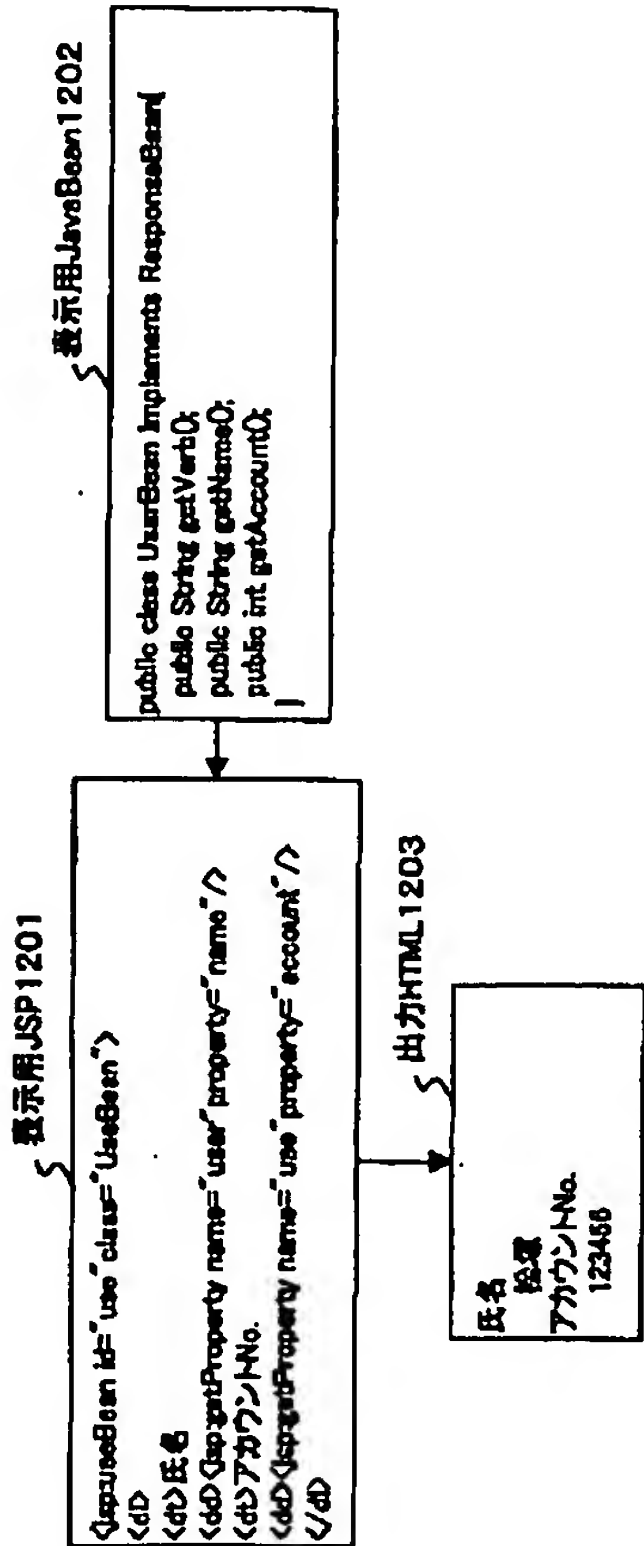 表示用JSP1201
<jsp:useBean id="use" class="UseBean">
<dl>
<dt>氏名
<dd><jsp:getProperty name="user" property="name"/>
<dt>アカウントNo.
<dd><jsp:getProperty name="use" property="account"/>
</dl>
表示用JavaBean1202
public class UserBean implements ResponseBean{
public String getVerb();
public String getName();
public int getAccount();
}
出力HTML1203
氏名
アカウントNo.
123456